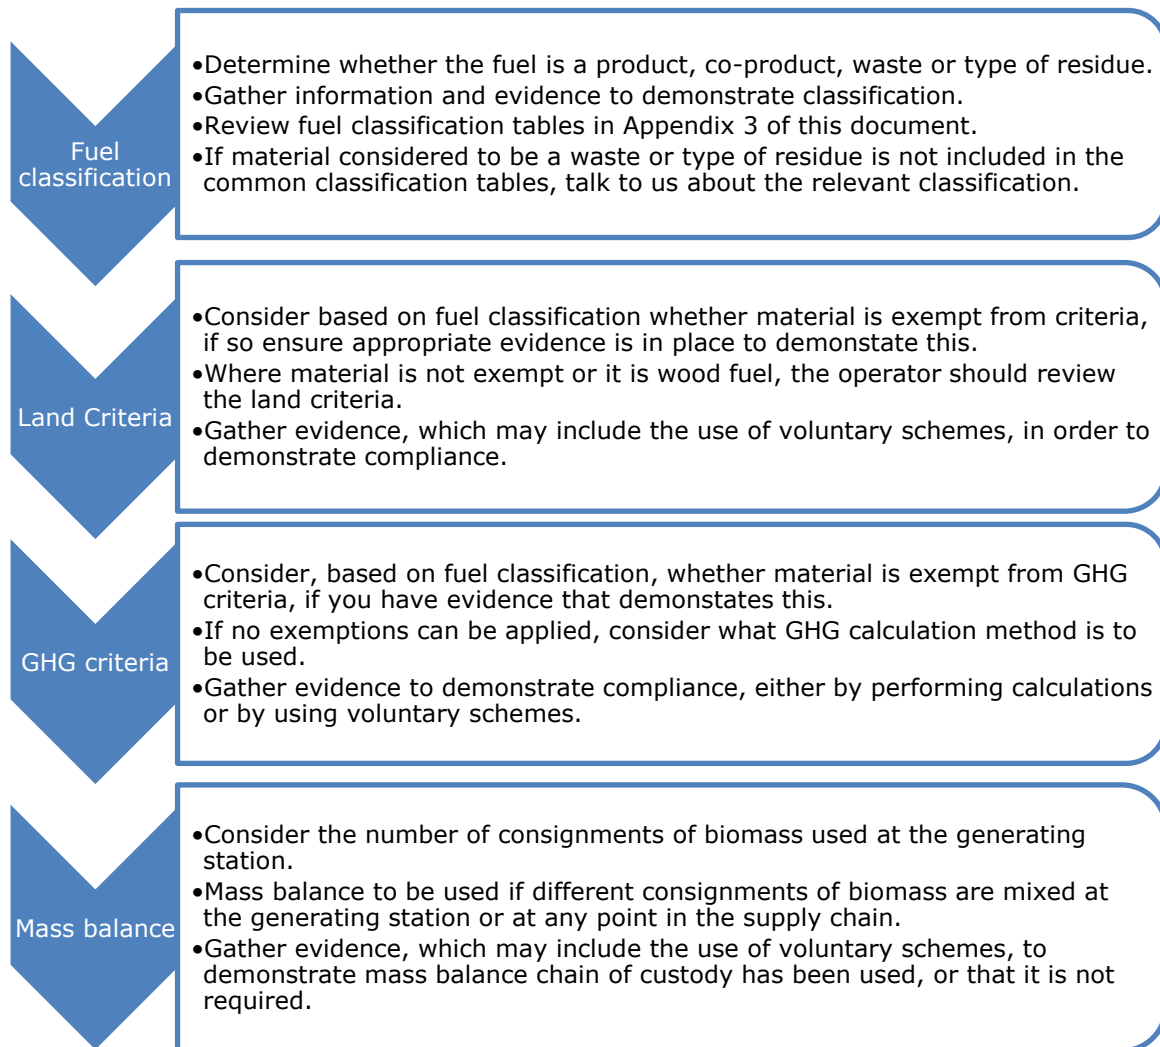 Fuel
classification
•Determine whether the fuel is a product, co-product, waste or type of residue.
•Gather information and evidence to demonstrate classification.
•Review fuel classification tables in Appendix 3 of this document.
•If material considered to be a waste or type of residue is not included in the
common classification tables, talk to us about the relevant classification.
Land Criteria
•Consider based on fuel classification whether material is exempt from criteria,
if so ensure appropriate evidence is in place to demonstate this.
•Where material is not exempt or it is wood fuel, the operator should review
the land criteria.
•Gather evidence, which may include the use of voluntary schemes, in order to
demonstrate compliance.
GHG criteria
•Consider, based on fuel classification, whether material is exempt from GHG
criteria, if you have evidence that demonstates this.
•If no exemptions can be applied, consider what GHG calculation method is to
be used.
•Gather evidence to demonstrate compliance, either by performing calculations
or by using voluntary schemes.
Mass balance
•Consider the number of consignments of biomass used at the generating
station.
•Mass balance to be used if different consignments of biomass are mixed at
the generating station or at any point in the supply chain.
•Gather evidence, which may include the use of voluntary schemes, to
demonstrate mass balance chain of custody has been used, or that it is not
required.